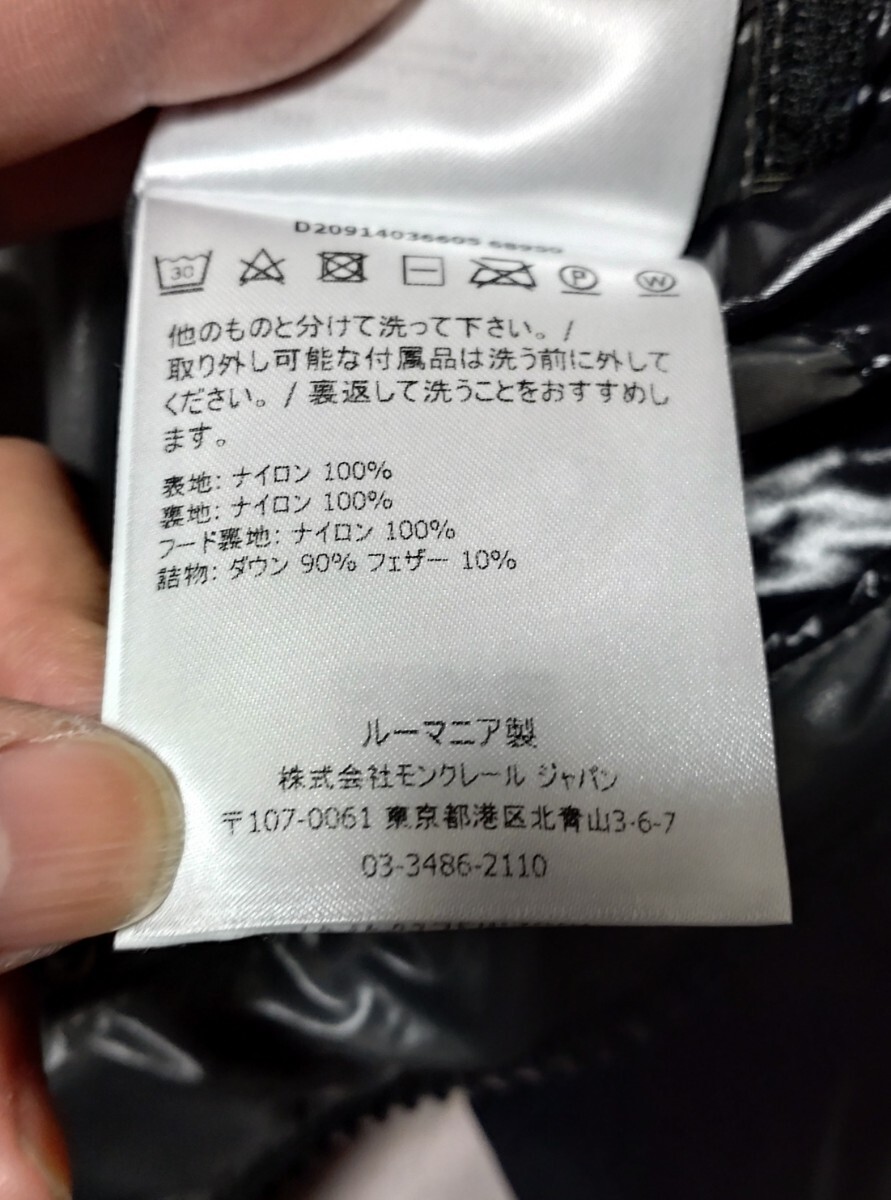 D20914036605 68950
30
P
W
他のものと分けて洗って下さい。/
取り外し可能な付属品は洗う前に外して
ください。/ 裏返して洗うことをおすすめし
ます。
表地: ナイロン 100%
裏地: ナイロン 100%
フード裏地: ナイロン 100%
詰物: ダウン 90% フェザー 10%
ルーマニア製
株式会社モンクレール ジャパン
〒107-0061 東京都港区北青山3-6-7
03-3486-2110